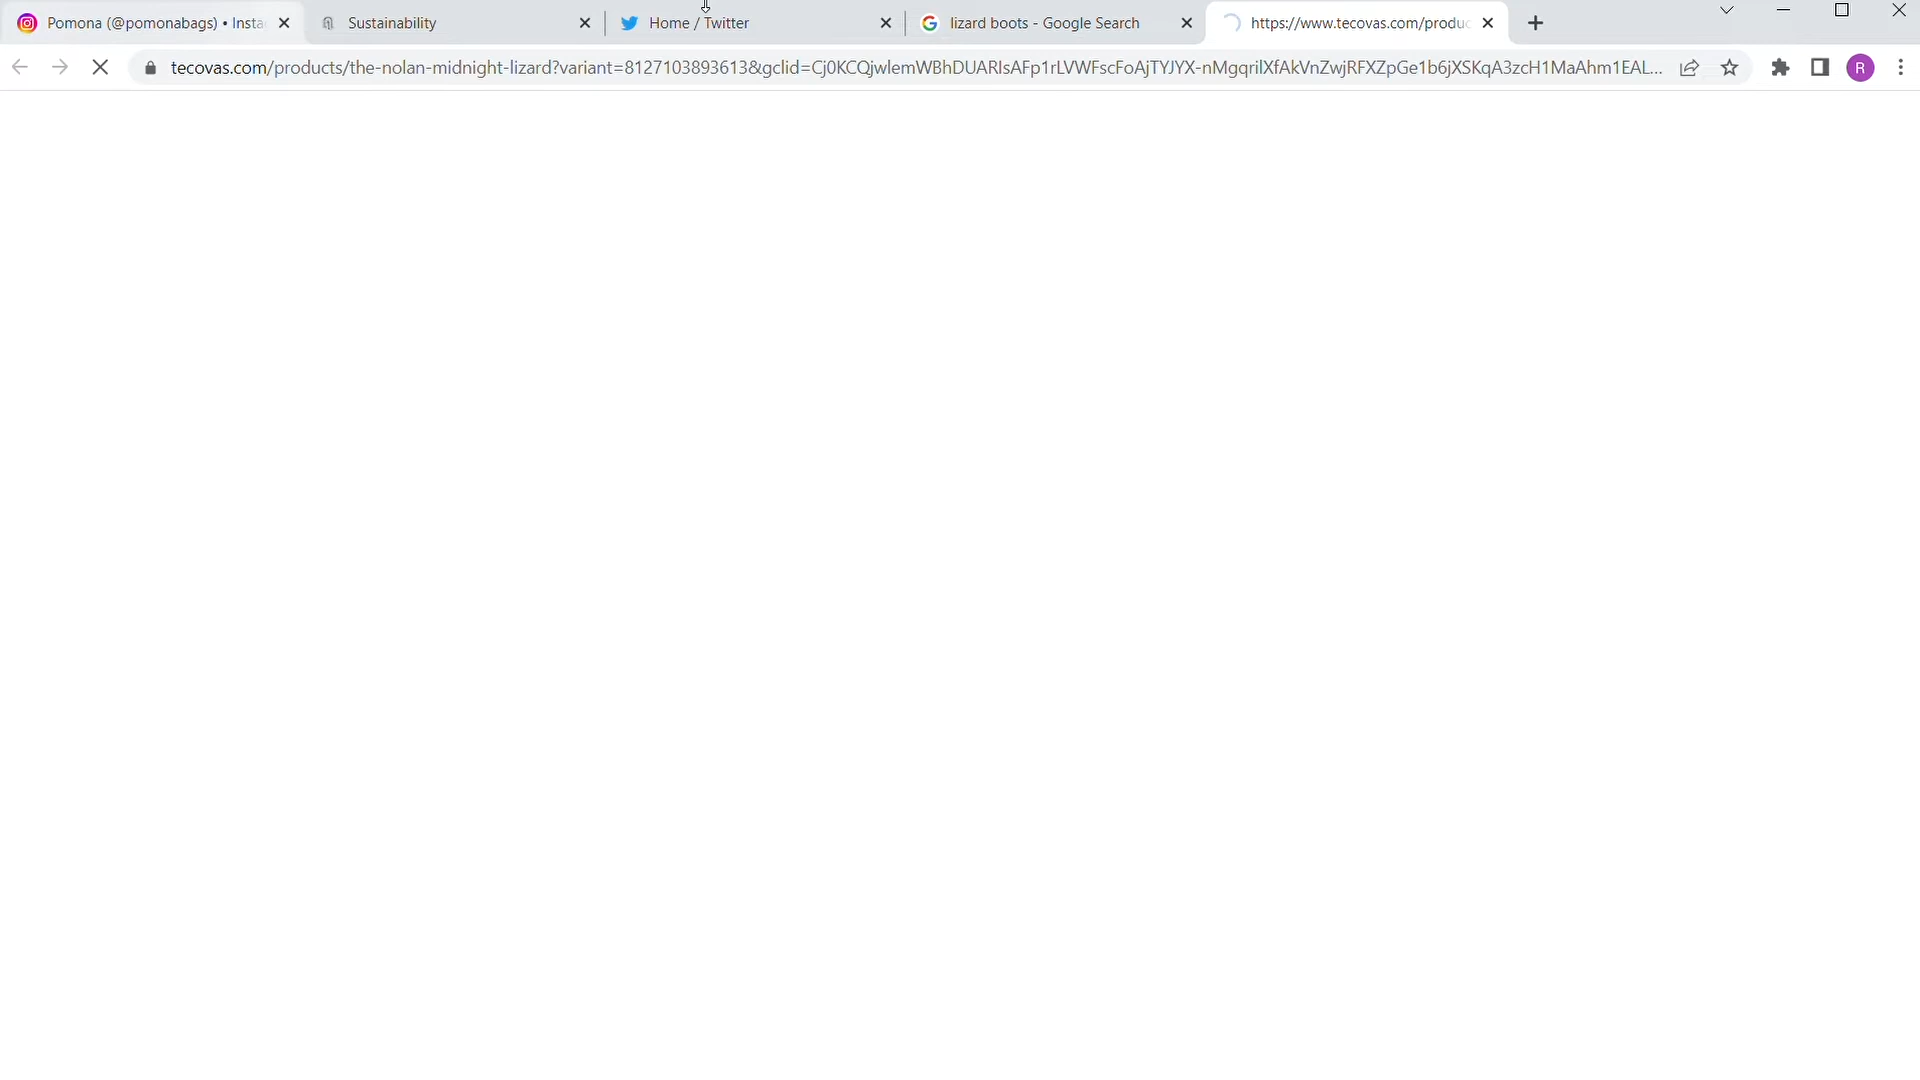 Pomona (@pomonabags) • Insta
Sustainability
Home / Twitter
lizard boots - Google Search
https://www.tecovas.com/produc
tecovas.com/products/the-nolan-midnight-lizard?variant=8127103893613&gclid=Cj0KCQjwlemWBhDUARIsAFp1rLVWFscFoAjTYJYX-nMgqrilXfAkVnZwjRFXZpGe1b6jXSKqA3zcH1MaAhm1EAL...
R